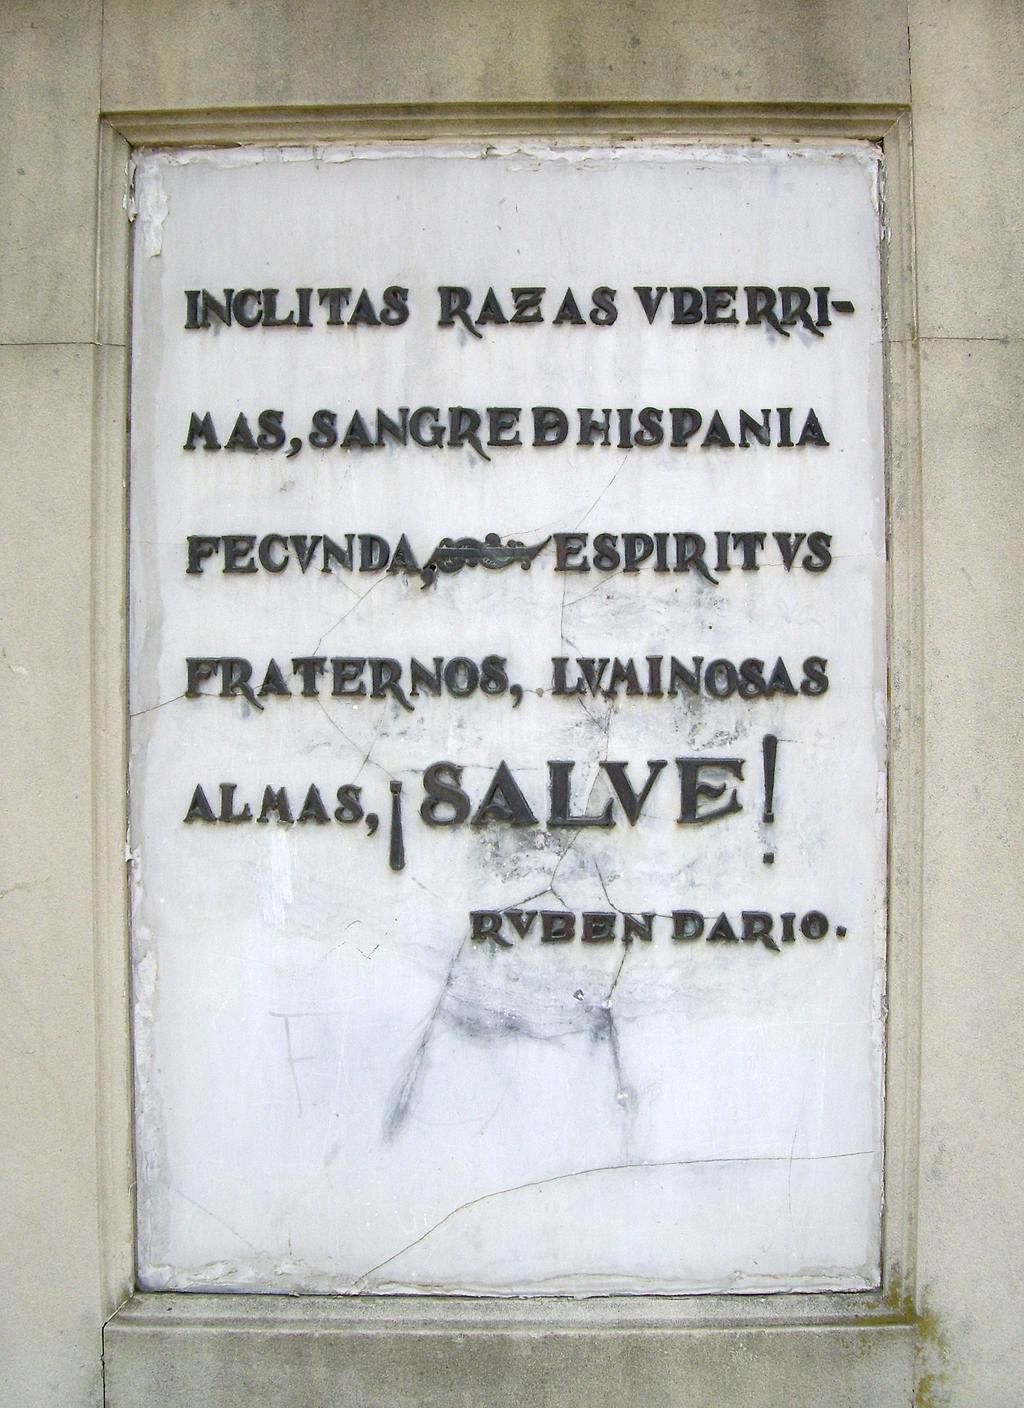 INCLITAS RAZAS VBERRI-
MAS, SANGRE DE HISPANIA
FECVNDA, ESPIRITVS
FRATERNOS, LVMINOSAS
ALMAS, ¡SALVE!
RVBEN DARIO.